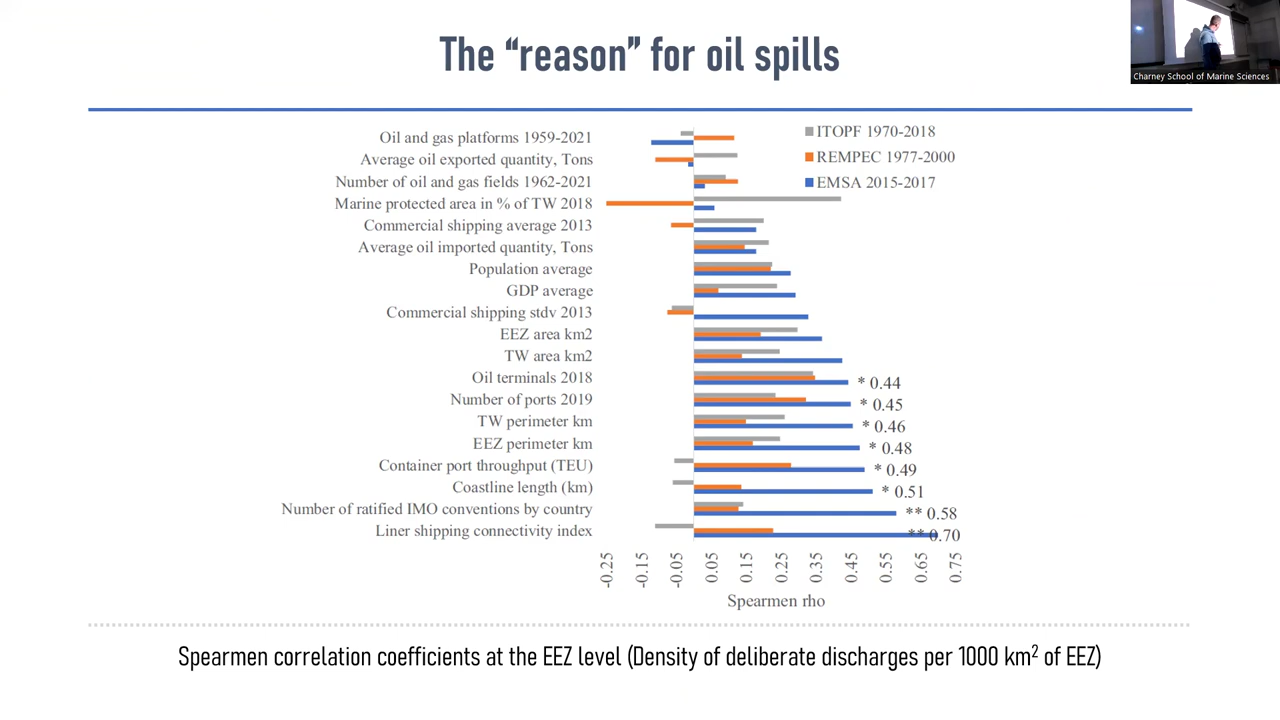 The “reason” for oil spills
Charney School of Marine Sciences
ITOPF 1970-2018
REMPEC 1977-2000
EMSA 2015-2017
Oil and gas platforms 1959-2021
Average oil exported quantity, Tons
Number of oil and gas fields 1962-2021
Marine protected area in % of TW 2018
Commercial shipping average 2013
Average oil imported quantity, Tons
Population average
GDP average
Commercial shipping stdv 2013
EEZ area km2
TW area km2
Oil terminals 2018 * 0.44
Number of ports 2019 * 0.45
TW perimeter km * 0.46
EEZ perimeter km * 0.48
Container port throughput (TEU) * 0.49
Coastline length (km) * 0.51
Number of ratified IMO conventions by country ** 0.58
Liner shipping connectivity index ** 0.70
-0.25 -0.15 -0.05 0.05 0.15 0.25 0.35 0.45 0.55 0.65 0.75
Spearmen rho
Spearmen correlation coefficients at the EEZ level (Density of deliberate discharges per 1000 km² of EEZ)